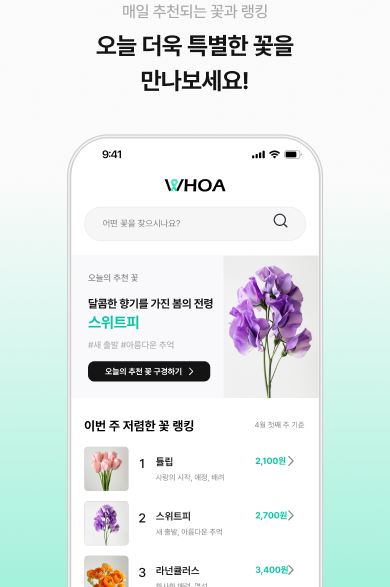 매일 추천되는 꽃과 랭킹
오늘 더욱 특별한 꽃을
만나보세요!
9:41
WHOA
어떤 꽃을 찾으시나요?
오늘의 추천 꽃
달콤한 향기를 가진 봄의 전령
스위트피
#새 출발 #아름다운 추억
오늘의 추천 꽃 구경하기
이번 주 저렴한 꽃 랭킹
4월 첫째 주 기준
1 튤립 2,100원
사랑의 시작, 애정, 배려
2 스위트피 2,700원
새 출발, 아름다운 추억
3 라넌큘러스 3,400원